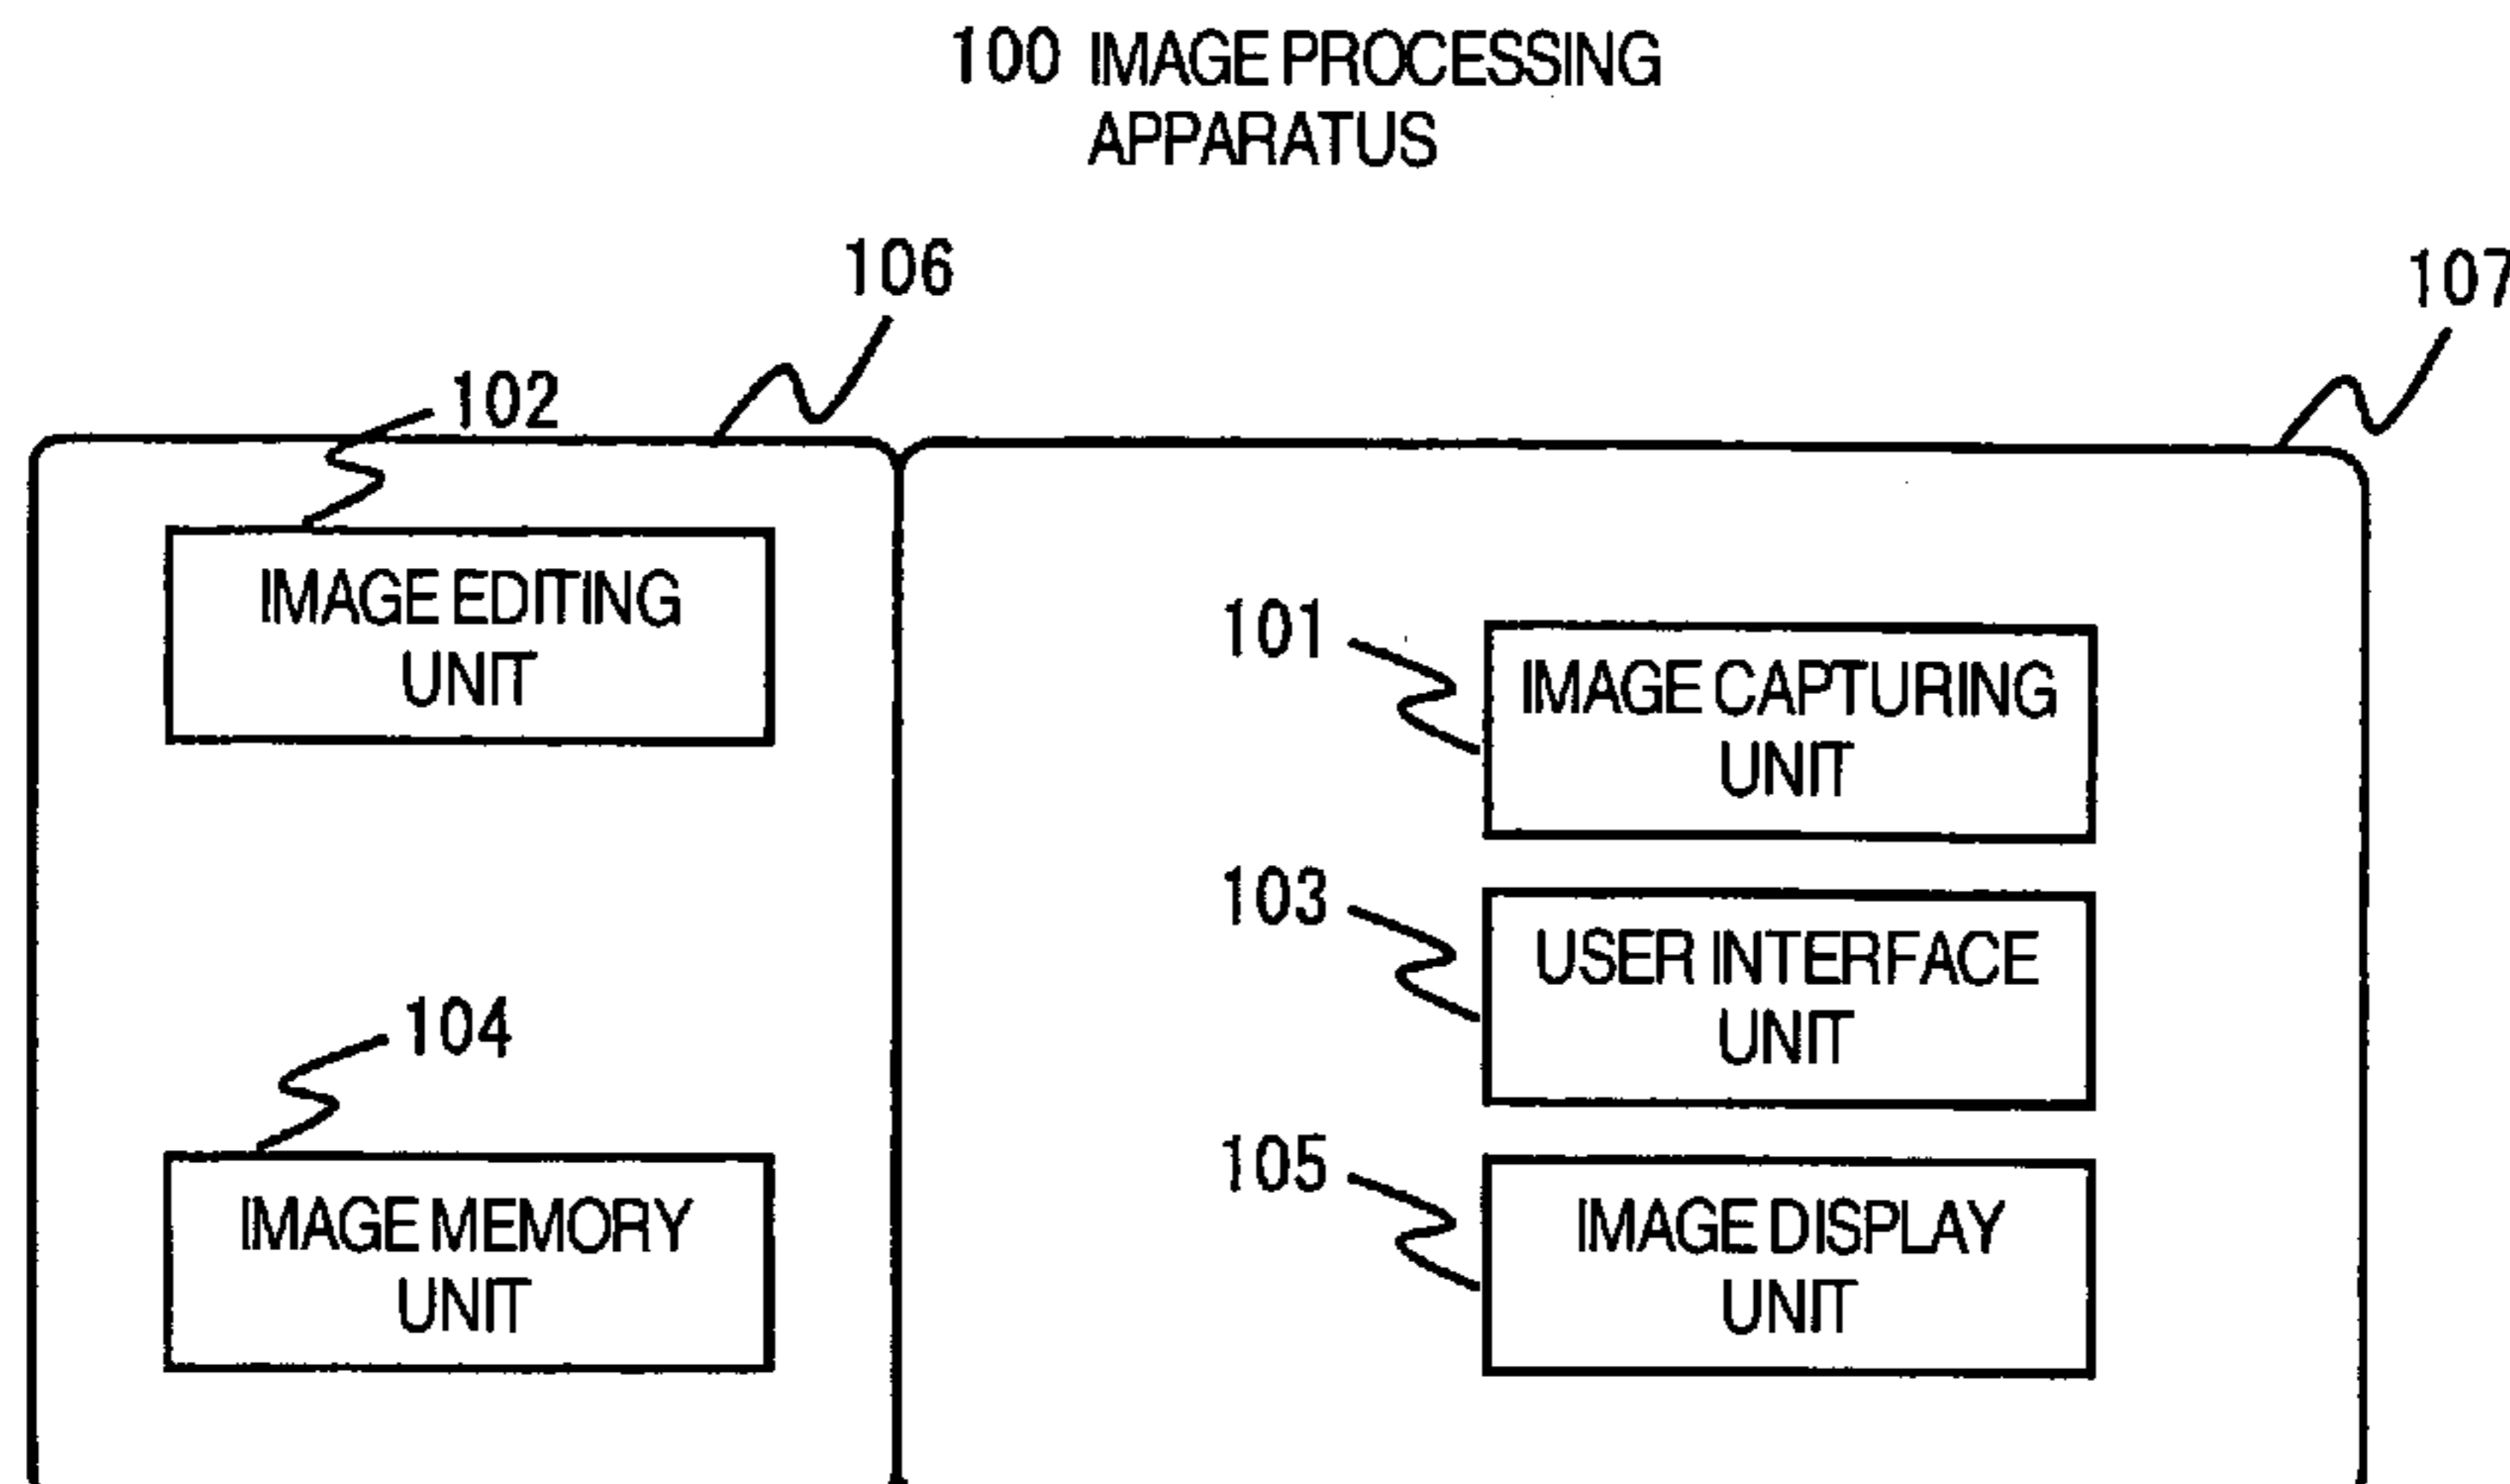 100 IMAGE PROCESSING
APPARATUS
106
107
102
IMAGE EDITING
UNIT
101
IMAGE CAPTURING
UNIT
103
USER INTERFACE
UNIT
104
IMAGE MEMORY
UNIT
105
IMAGE DISPLAY
UNIT